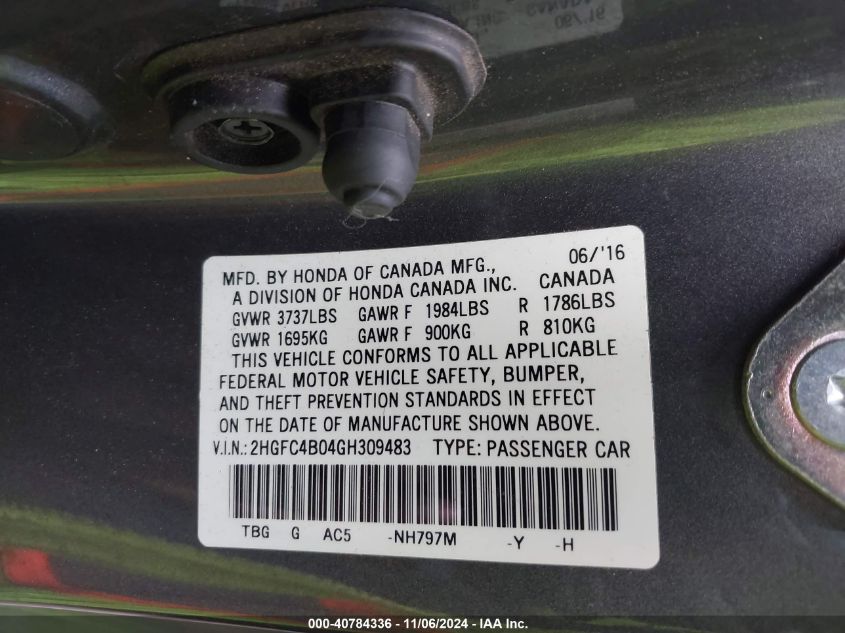 MFD. BY HONDA OF CANADA MFG., 06/'16
A DIVISION OF HONDA CANADA INC. CANADA
GVWR 3737LBS GAWR F 1984LBS R 1786LBS
GVWR 1695KG GAWR F 900KG R 810KG
THIS VEHICLE CONFORMS TO ALL APPLICABLE
FEDERAL MOTOR VEHICLE SAFETY, BUMPER,
AND THEFT PREVENTION STANDARDS IN EFFECT
ON THE DATE OF MANUFACTURE SHOWN ABOVE.
V.I.N.:2HGFC4B04GH309483 TYPE: PASSENGER CAR
TBG G AC5 -NH797M -Y -H
000-40784336 - 11/06/2024 - IAA Inc.